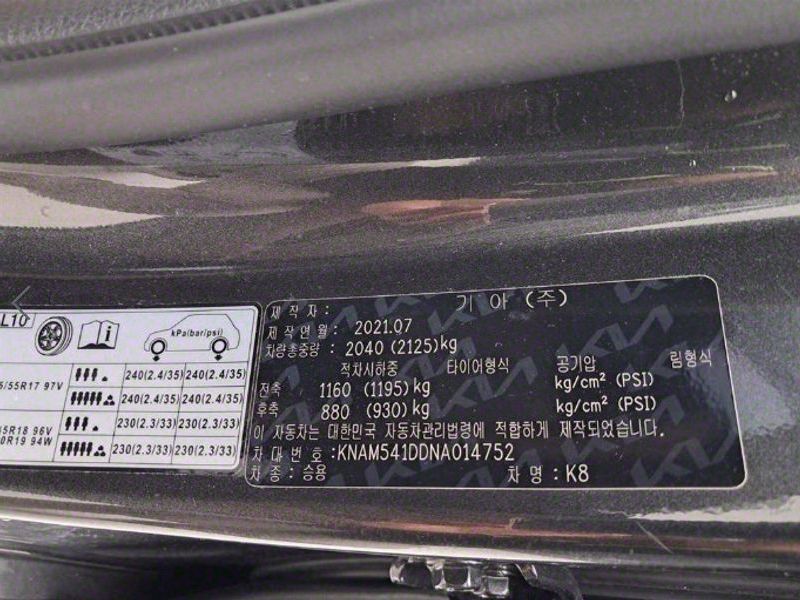 L10
kPa(bar/psi)
5/55R17 97V
240(2.4/35) 240(2.4/35)
240(2.4/35) 240(2.4/35)
5R18 96V
0R19 94W
230(2.3/33) 230(2.3/33)
230(2.3/33) 230(2.3/33)
제 작 자 : 기 아 (주)
제 작 연 월 : 2021.07
차량총중량 : 2040 (2125)kg
적차시하중 타이어형식 공기압 림형식
전축 1160 (1195)kg kg/cm² (PSI)
후축 880 (930)kg kg/cm² (PSI)
이 자동차는 대한민국 자동차관리법령에 적합하게 제작되었습니다.
차 대 번 호 : KNAM541DDNA014752
차 종 : 승용 차 명 : K8